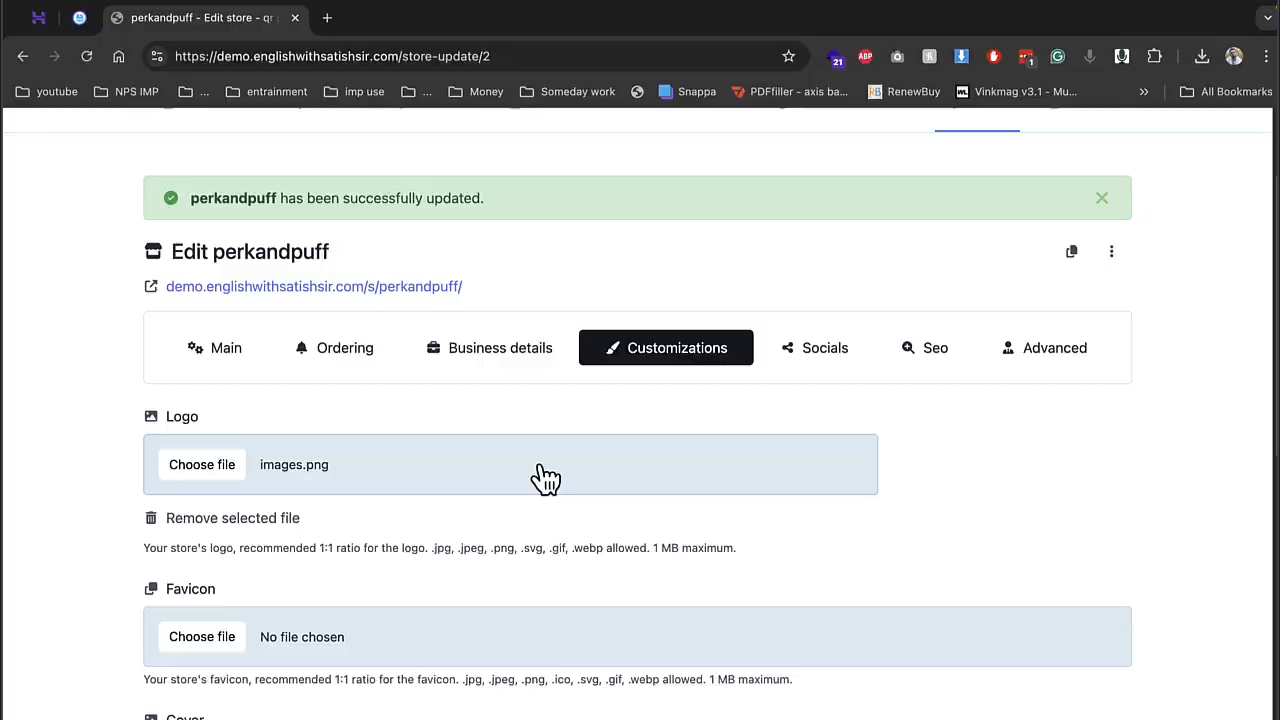 perkandpuff - Edit store - qr
https://demo.englishwithsatishsir.com/store-update/2
21
ABP
1
youtube
NPS IMP
...
entrainment
imp use
...
Money
Someday work
Snappa
PDFfiller - axis ba...
RenewBuy
Vinkmag v3.1 - Mu...
»
All Bookmarks
perkandpuff has been successfully updated.
Edit perkandpuff
demo.englishwithsatishsir.com/s/perkandpuff/
Main
Ordering
Business details
Customizations
Socials
Seo
Advanced
Logo
Choose file images.png
Remove selected file
Your store's logo, recommended 1:1 ratio for the logo. .jpg, .jpeg, .png, .svg, .gif, .webp allowed. 1 MB maximum.
Favicon
Choose file No file chosen
Your store's favicon, recommended 1:1 ratio for the favicon. .jpg, .jpeg, .png, .ico, .svg, .gif, .webp allowed. 1 MB maximum.
Cover